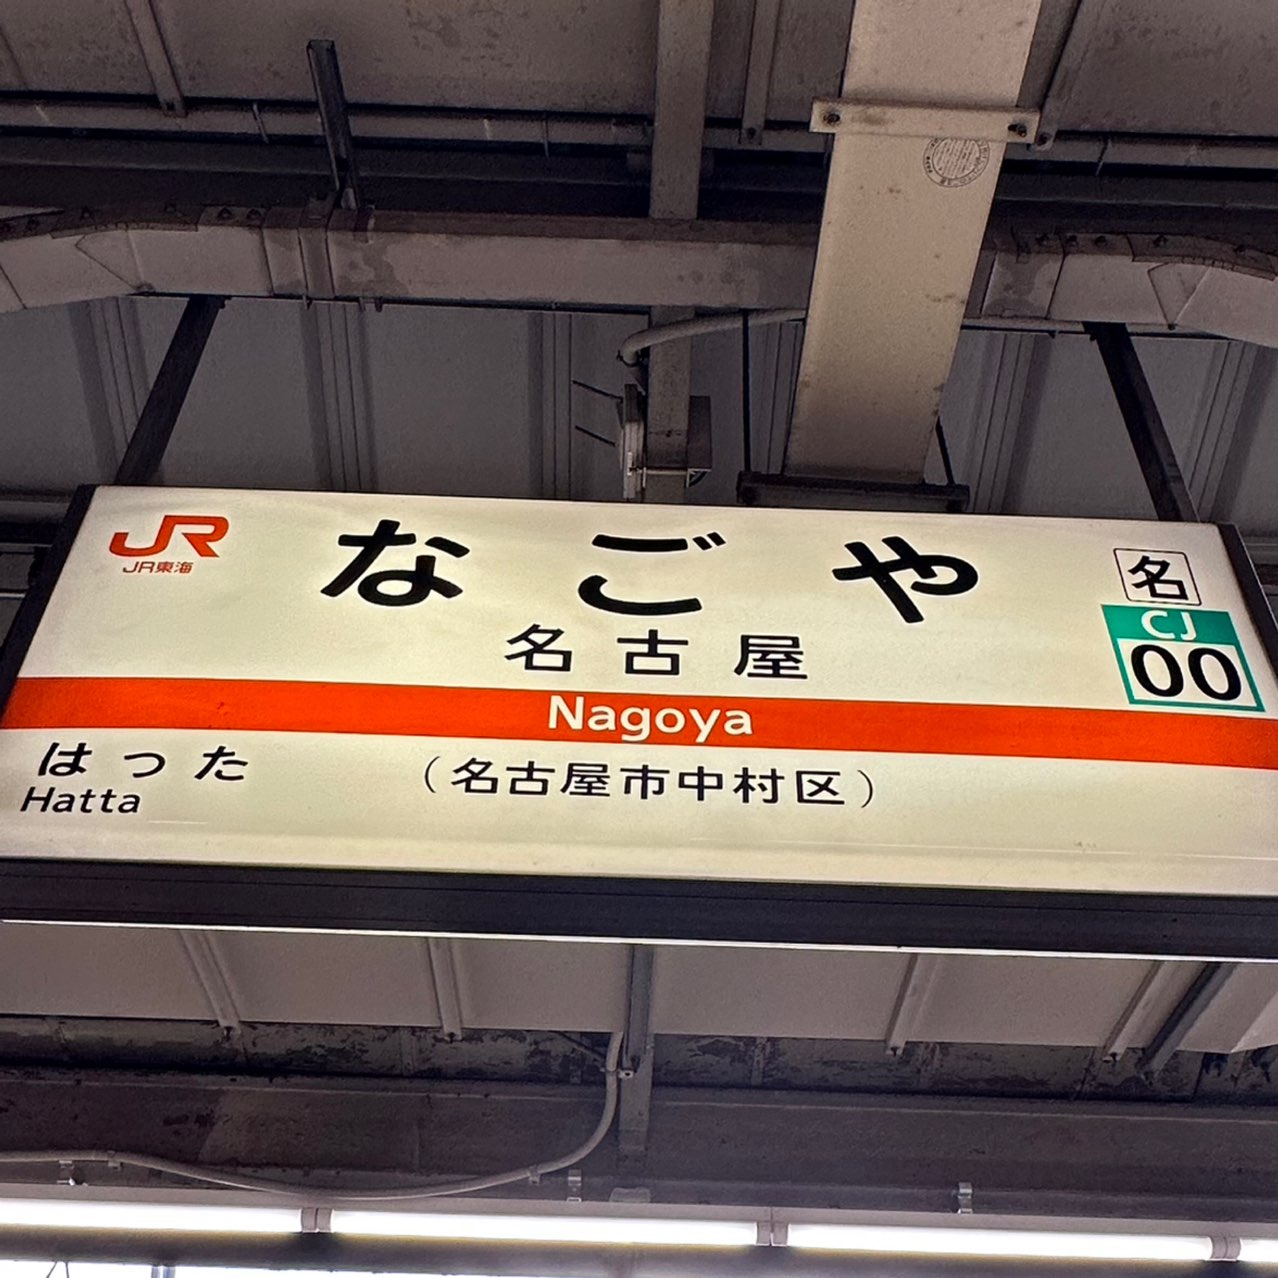 JR
JR東海
なごや
名古屋
Nagoya
名
CJ
00
はった
Hatta
（名古屋市中村区）